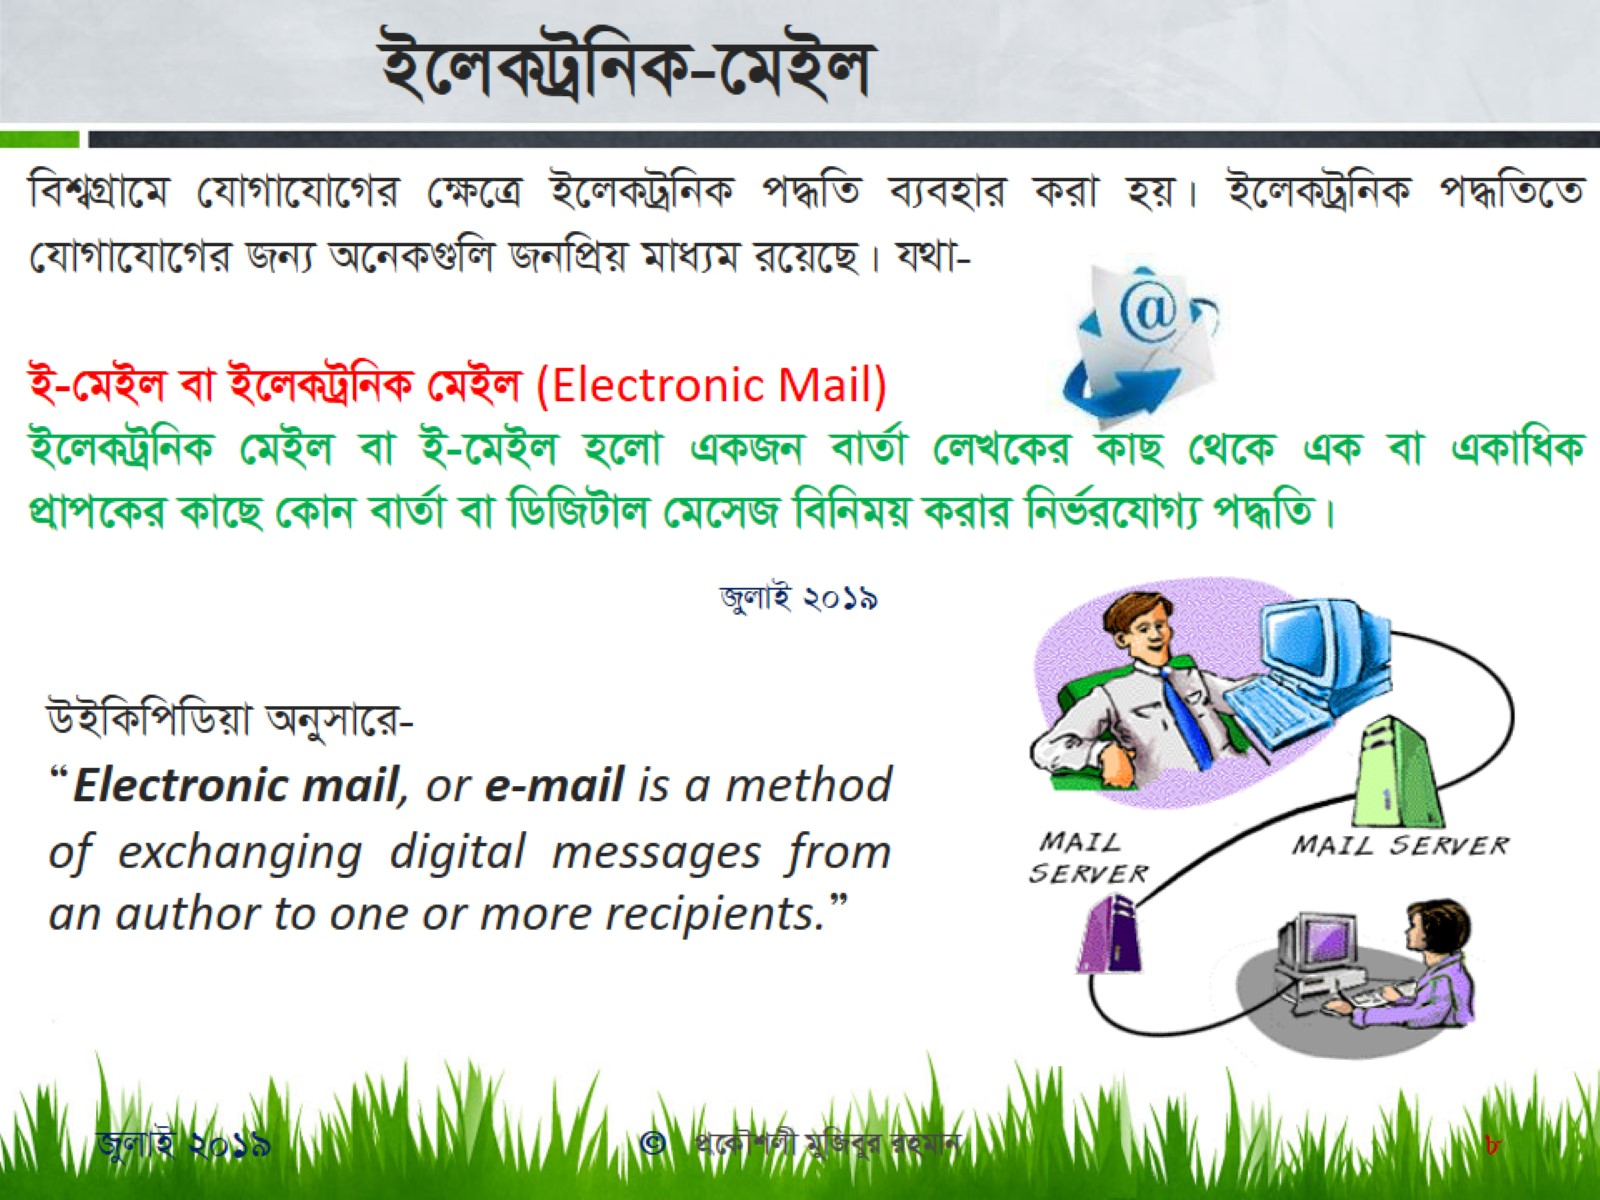 ইলেকট্রনিক-মেইল
বিশ্বগ্রামে যোগাযোগের ক্ষেত্রে ইলেকট্রনিক পদ্ধতি ব্যবহার করা হয়। ইলেকট্রনিক পদ্ধতিতে
যোগাযোগের জন্য অনেকগুলি জনপ্রিয় মাধ্যম রয়েছে। যথা-
@
ই-মেইল বা ইলেকট্রনিক মেইল (Electronic Mail)
ইলেকট্রনিক মেইল বা ই-মেইল হলো একজন বার্তা লেখকের কাছ থেকে এক বা একাধিক
প্রাপকের কাছে কোন বার্তা বা ডিজিটাল মেসেজ বিনিময় করার নির্ভরযোগ্য পদ্ধতি।
জুলাই ২০১৯
উইকিপিডিয়া অনুসারে-
“Electronic mail, or e-mail is a method
of exchanging digital messages from
an author to one or more recipients.”
MAIL
SERVER
MAIL SERVER
জুলাই ২০১৯
© প্রকৌশলী মুজিবুর রহমান
৮